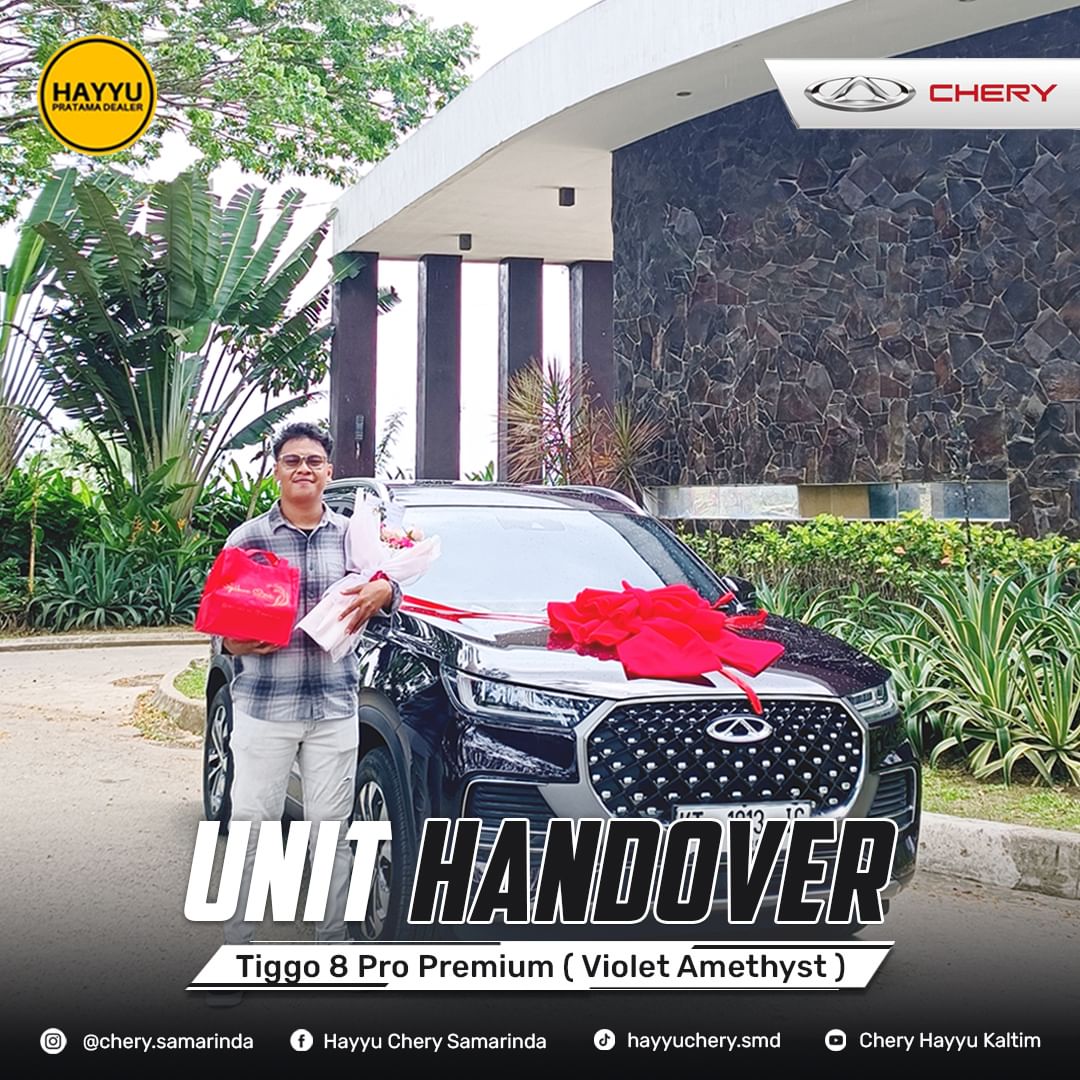 HAYYU
PRATAMA DEALER
CHERY
UNIT HANDOVER
Tiggo 8 Pro Premium ( Violet Amethyst )
@chery.samarinda
Hayyu Chery Samarinda
hayyuchery.smd
Chery Hayyu Kaltim